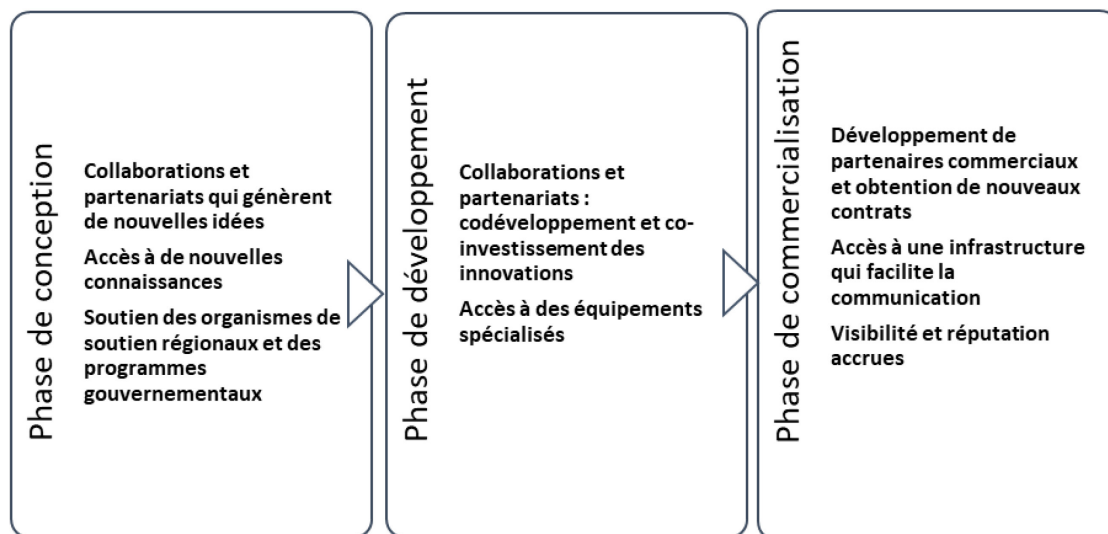 Phase de conception
Collaborations et
partenariats qui génèrent
de nouvelles idées
Accès à de nouvelles
connaissances
Soutien des organismes de
soutien régionaux et des
programmes
gouvernementaux
Phase de développement
Collaborations et
partenariats :
codéveloppement et co-
investissement des
innovations
Accès à des équipements
spécialisés
Phase de commercialisation
Développement de
partenaires commerciaux
et obtention de nouveaux
contrats
Accès à une infrastructure
qui facilite la
communication
Visibilité et réputation
accrues